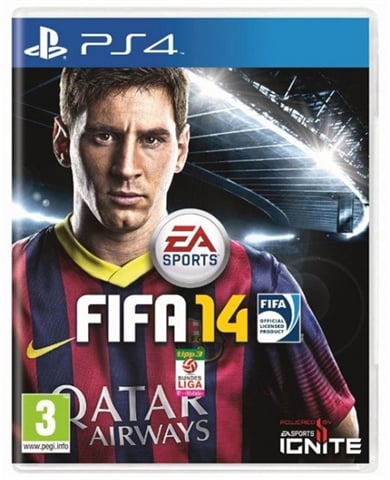 PS4
EA
SPORTS
FIFA 14
FIFA
OFFICIAL
LICENSED
PRODUCT
tipp3
BUNDES
LIGA
QATAR
AIRWAYS
3
www.pegi.info
POWERED BY
EA SPORTS
IGNITE